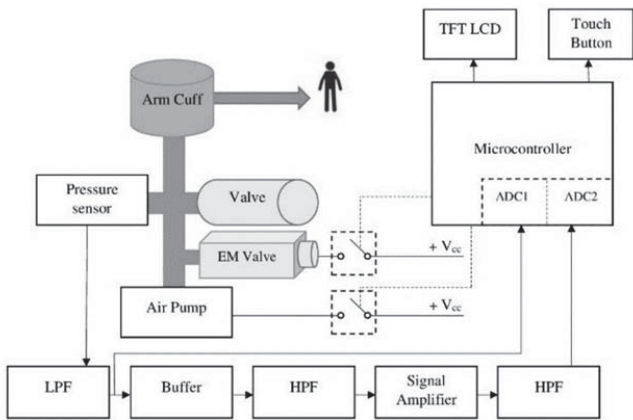 TFT LCD
Touch
Button
Arm Cuff
Microcontroller
Pressure
sensor
Valve
ADC1
ADC2
EM Valve
+ Vcc
Air Pump
+ Vcc
LPF
Buffer
HPF
Signal
Amplifier
HPF